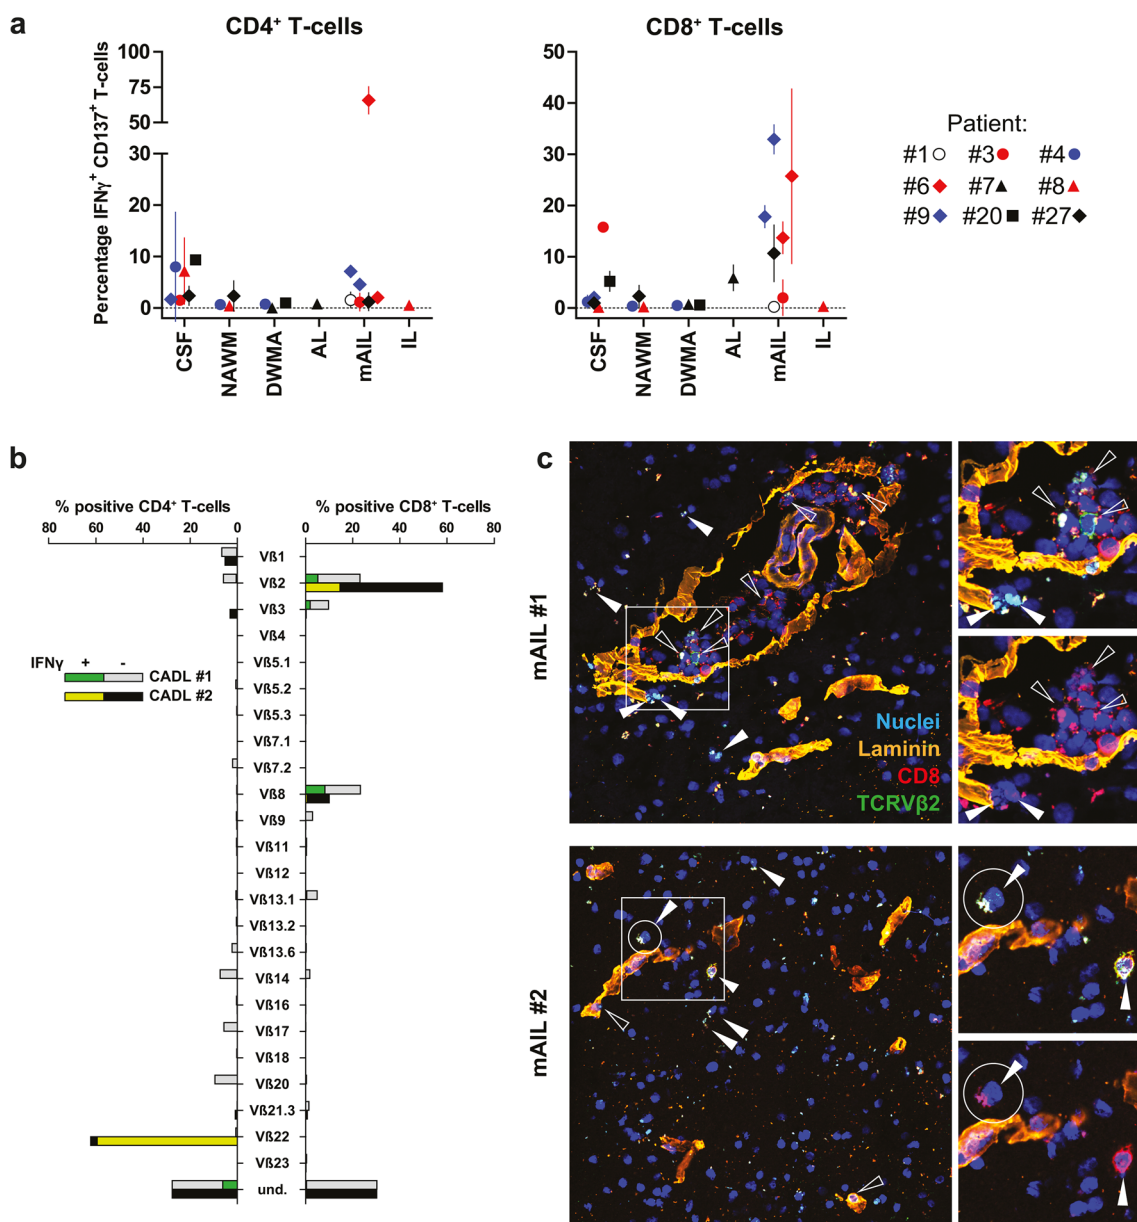 a
CD4⁺ T-cells
CD8⁺ T-cells
Percentage IFNγ⁺ CD137⁺ T-cells
100
75
50
30
20
10
0
CSF
NAWM
DWMA
AL
mAIL
IL
50
40
30
20
10
0
CSF
NAWM
DWMA
AL
mAIL
IL
Patient:
#1 #3 #4
#6 #7 #8
#9 #20 #27
b
% positive CD4⁺ T-cells
% positive CD8⁺ T-cells
80 60 40 20 0
0 20 40 60 80
Vß1
Vß2
Vß3
Vß4
Vß5.1
Vß5.2
Vß5.3
Vß7.1
Vß7.2
Vß8
Vß9
Vß11
Vß12
Vß13.1
Vß13.2
Vß13.6
Vß14
Vß16
Vß17
Vß18
Vß20
Vß21.3
Vß22
Vß23
und.
IFNγ + -
CADL #1
CADL #2
c
mAIL #1
Nuclei
Laminin
CD8
TCRVβ2
mAIL #2